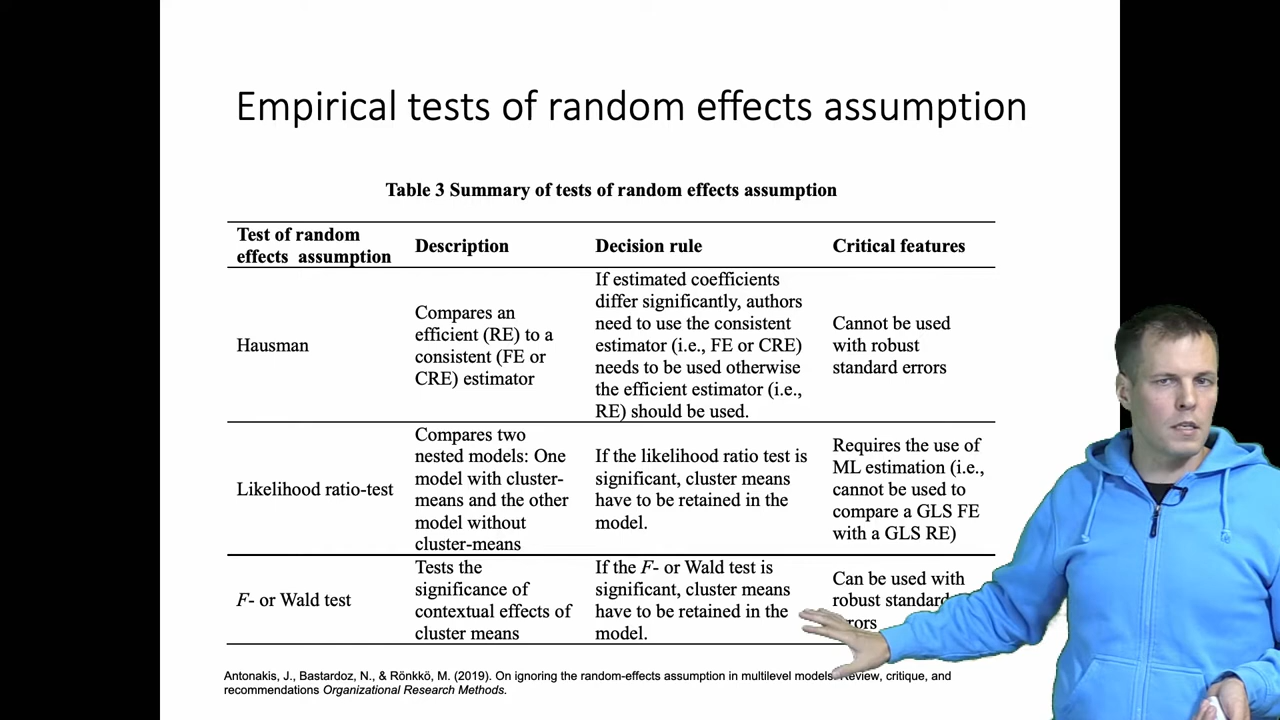 Empirical tests of random effects assumption
Table 3 Summary of tests of random effects assumption
Test of random
effects assumption
Description
Decision rule
Critical features
Hausman
Compares an
efficient (RE) to a
consistent (FE or
CRE) estimator
If estimated coefficients
differ significantly, authors
need to use the consistent
estimator (i.e., FE or CRE)
needs to be used otherwise
the efficient estimator (i.e.,
RE) should be used.
Cannot be used
with robust
standard errors
Likelihood ratio-test
Compares two
nested models: One
model with cluster-
means and the other
model without
cluster-means
If the likelihood ratio test is
significant, cluster means
have to be retained in the
model.
Requires the use of
ML estimation (i.e.,
cannot be used to
compare a GLS FE
with a GLS RE)
F- or Wald test
Tests the
significance of
contextual effects of
cluster means
If the F- or Wald test is
significant, cluster means
have to be retained in the
model.
Can be used with
robust standard
Antonakis, J., Bastardoz, N., & Rönkkö, M. (2019). On ignoring the random-effects assumption in multilevel models: Review, critique, and
recommendations Organizational Research Methods.